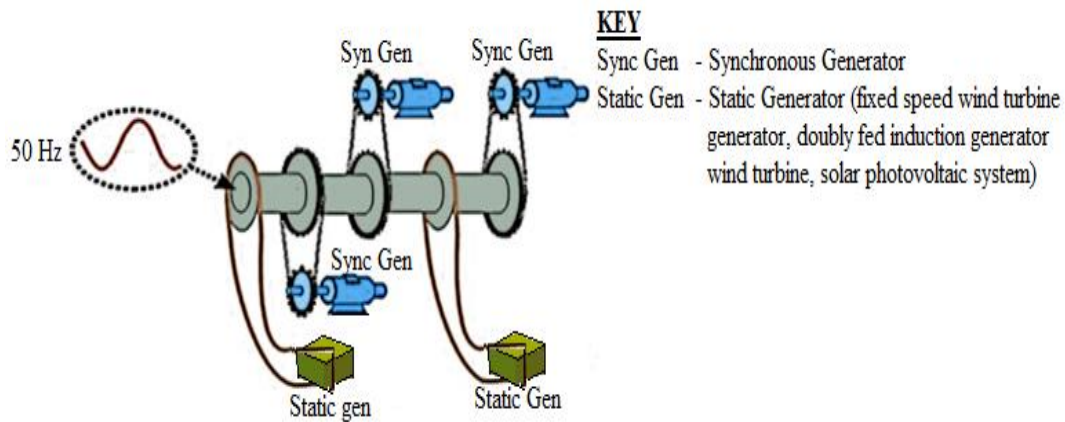 KEY
Sync Gen - Synchronous Generator
Static Gen - Static Generator (fixed speed wind turbine
generator, doubly fed induction generator
wind turbine, solar photovoltaic system)
Syn Gen
Sync Gen
50 Hz
Sync Gen
Static gen
Static Gen